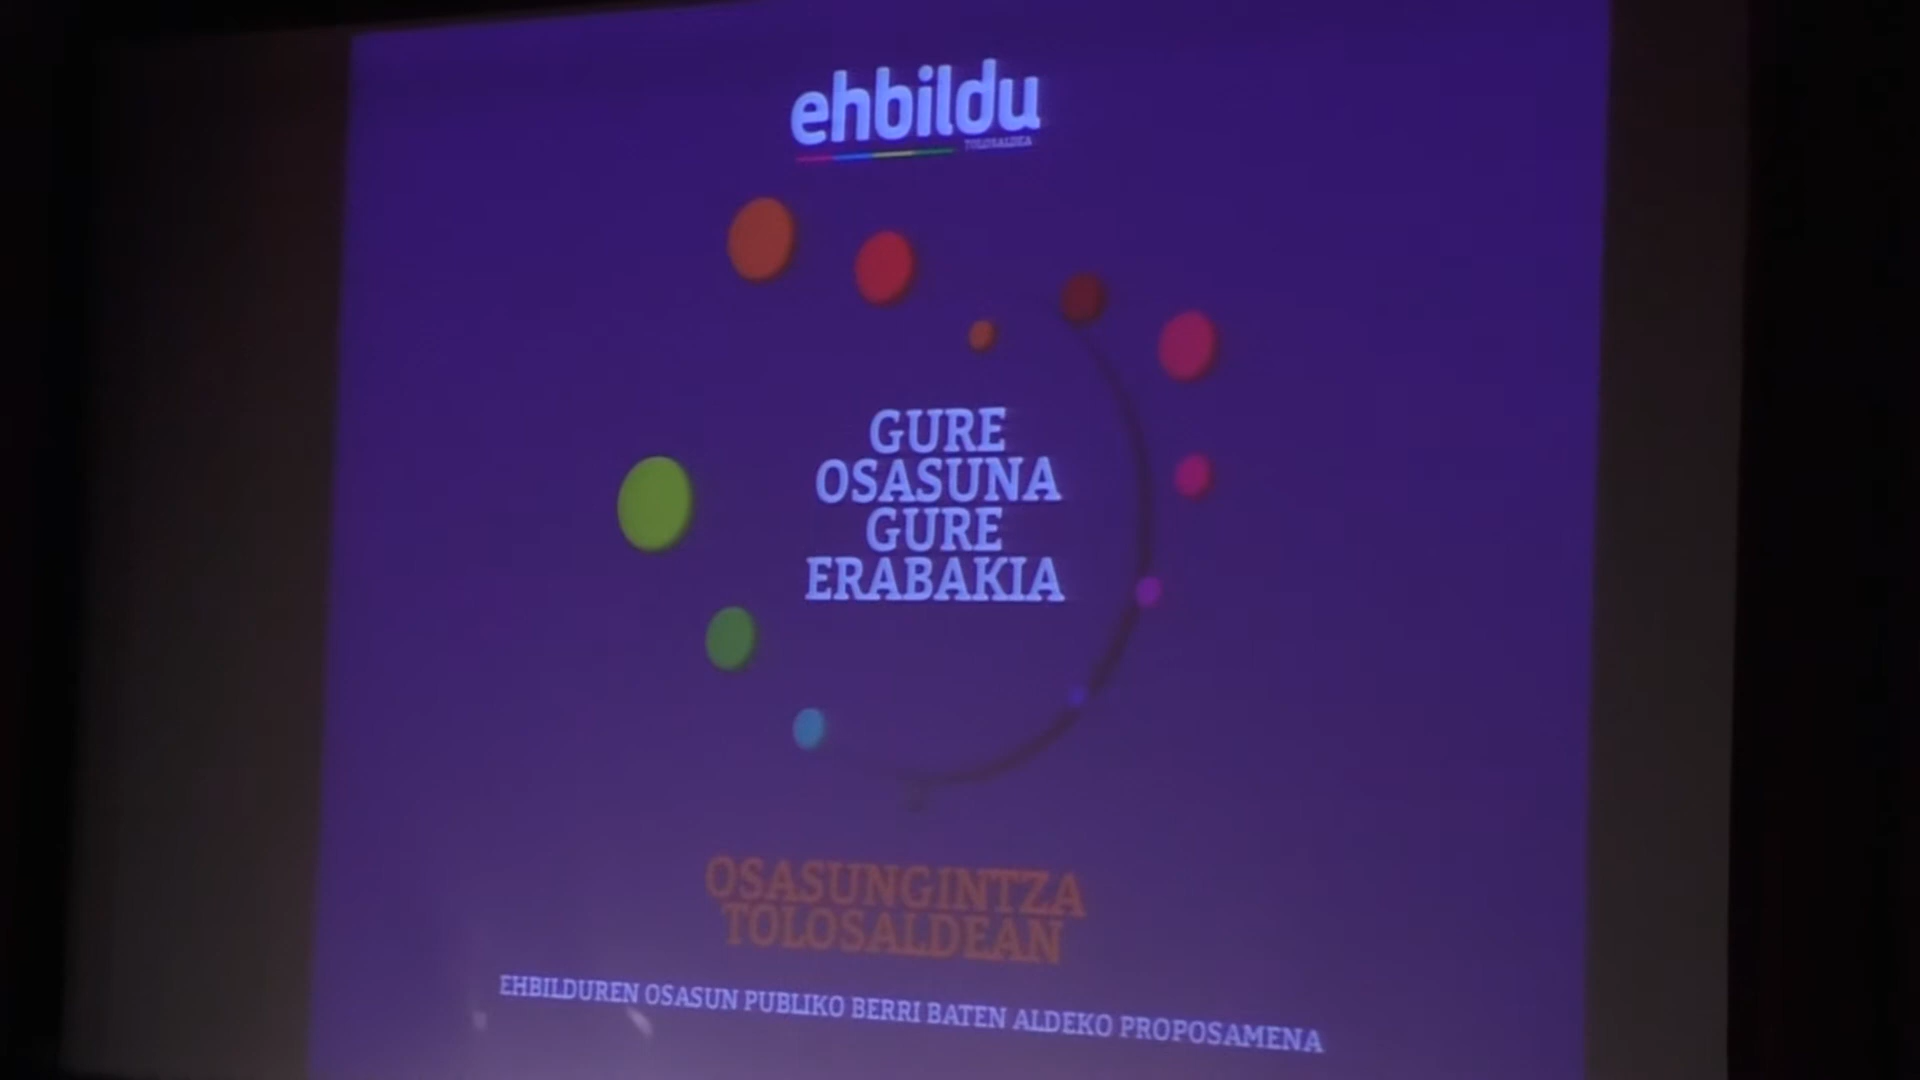 ehbildu
TOLOSALDEA
GURE
OSASUNA
GURE
ERABAKIA
OSASUNGINTZA
TOLOSALDEAN
EHBILDUREN OSASUN PUBLIKO BERRI BATEN ALDEKO PROPOSAMENA